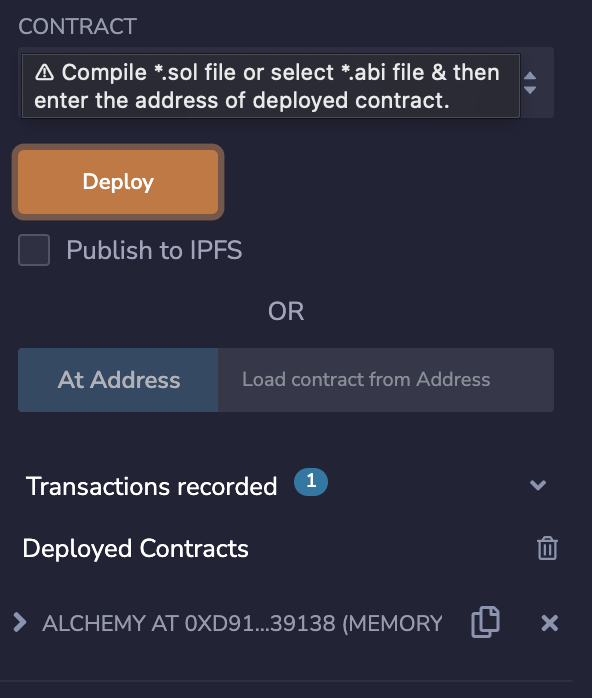 CONTRACT
⚠ Compile *.sol file or select *.abi file & then
enter the address of deployed contract.
Deploy
Publish to IPFS
OR
At Address
Load contract from Address
Transactions recorded 1
Deployed Contracts
ALCHEMY AT 0XD91...39138 (MEMORY